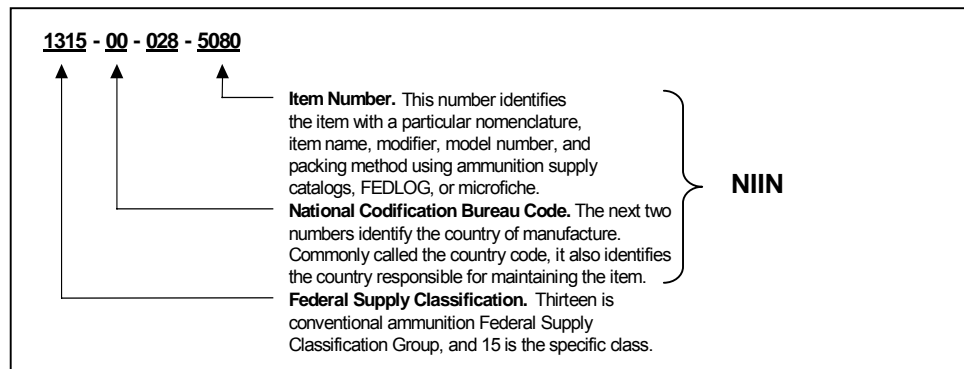 1315 - 00 - 028 - 5080
Item Number. This number identifies
the item with a particular nomenclature,
item name, modifier, model number, and
packing method using ammunition supply
catalogs, FEDLOG, or microfiche.
NIIN
National Codification Bureau Code. The next two
numbers identify the country of manufacture.
Commonly called the country code, it also identifies
the country responsible for maintaining the item.
Federal Supply Classification. Thirteen is
conventional ammunition Federal Supply
Classification Group, and 15 is the specific class.